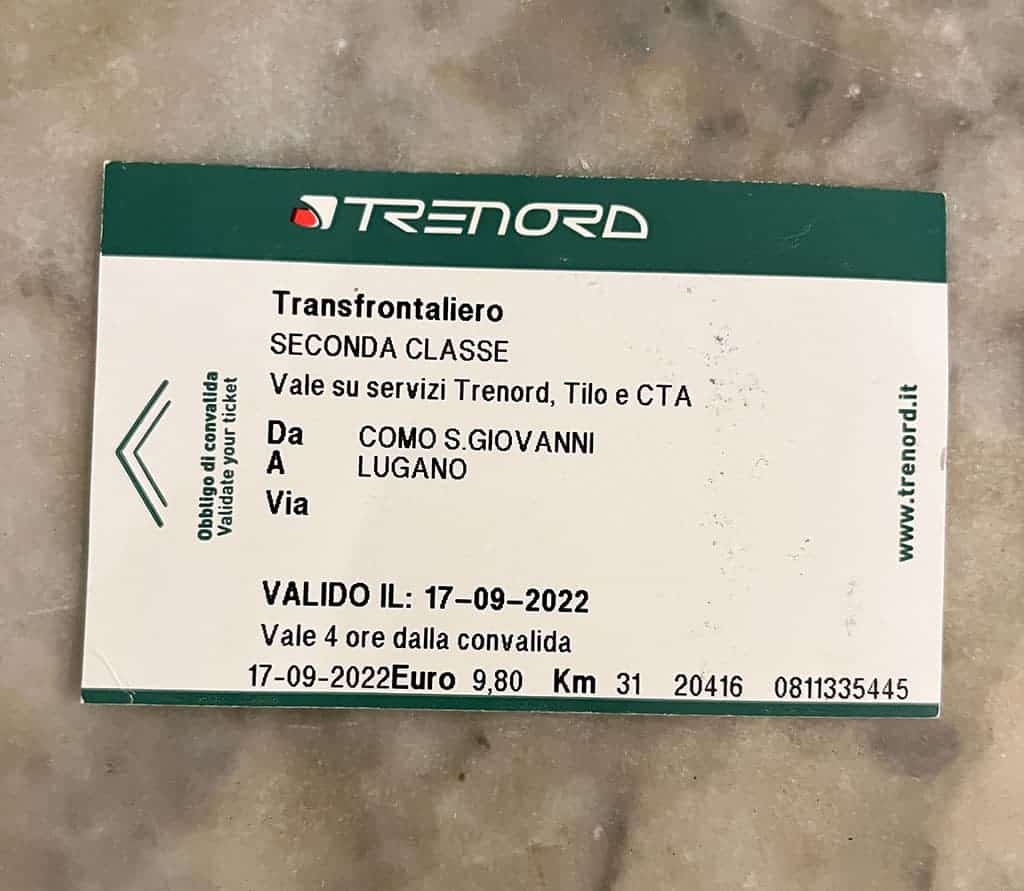 TRENORD
Transfrontaliero
SECONDA CLASSE
Vale su servizi Trenord, Tilo e CTA
Da COMO S.GIOVANNI
A LUGANO
Via
VALIDO IL: 17-09-2022
Vale 4 ore dalla convalida
17-09-2022Euro 9,80 Km 31 20416 0811335445
Obbligo di convalida
Validate your ticket
www.trenord.it